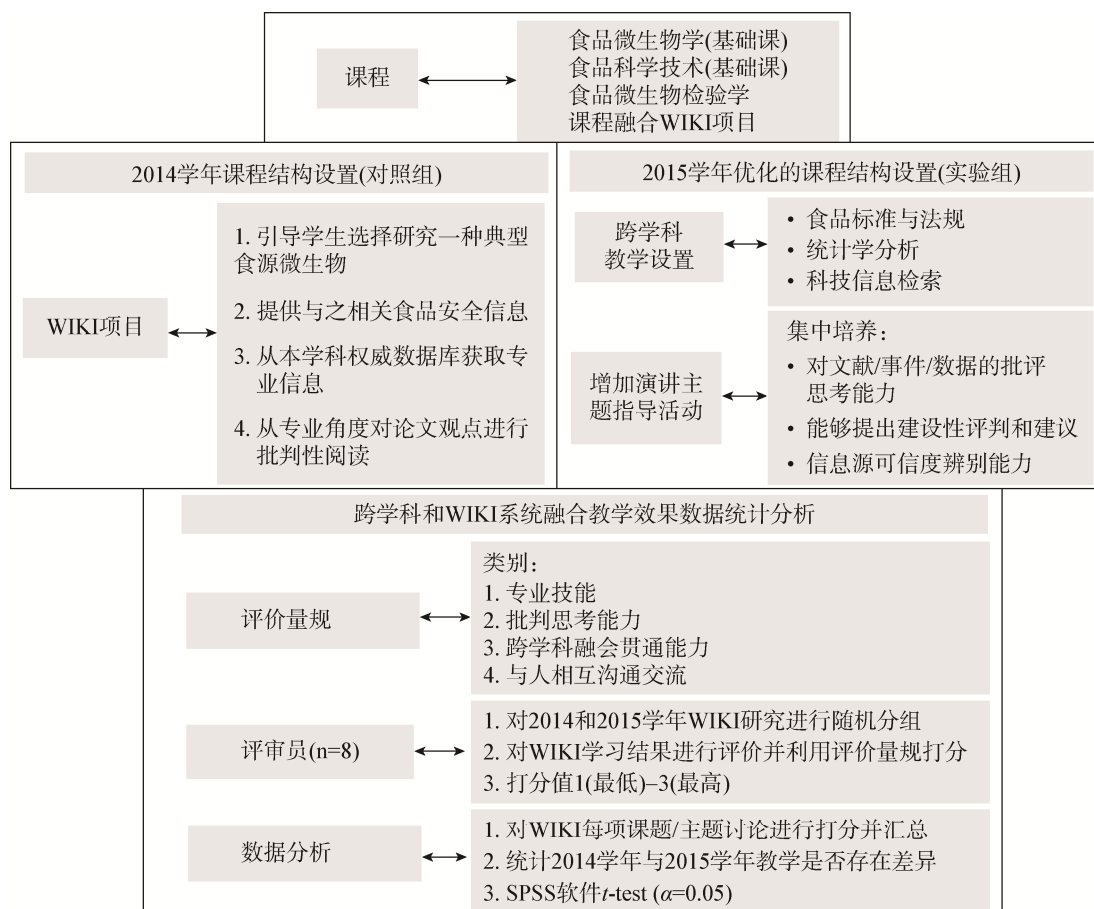 课程
食品微生物学(基础课)
食品科学技术(基础课)
食品微生物检验学
课程融合WIKI项目
2014学年课程结构设置(对照组)
WIKI项目
1. 引导学生选择研究一种典型
食源微生物
2. 提供与之相关食品安全信息
3. 从本学科权威数据库获取专
业信息
4. 从专业角度对论文观点进行
批判性阅读
2015学年优化的课程结构设置(实验组)
跨学科
教学设置
• 食品标准与法规
• 统计学分析
• 科技信息检索
增加演讲主
题指导活动
集中培养：
• 对文献/事件/数据的批评
思考能力
• 能够提出建设性评判和建议
• 信息源可信度辨别能力
跨学科和WIKI系统融合教学效果数据统计分析
评价量规
类别：
1. 专业技能
2. 批判思考能力
3. 跨学科融会贯通能力
4. 与人相互沟通交流
评审员(n=8)
1. 对2014和2015学年WIKI研究进行随机分组
2. 对WIKI学习结果进行评价并利用评价量规打分
3. 打分值1(最低)–3(最高)
数据分析
1. 对WIKI每项课题/主题讨论进行打分并汇总
2. 统计2014学年与2015学年教学是否存在差异
3. SPSS软件t-test (α=0.05)